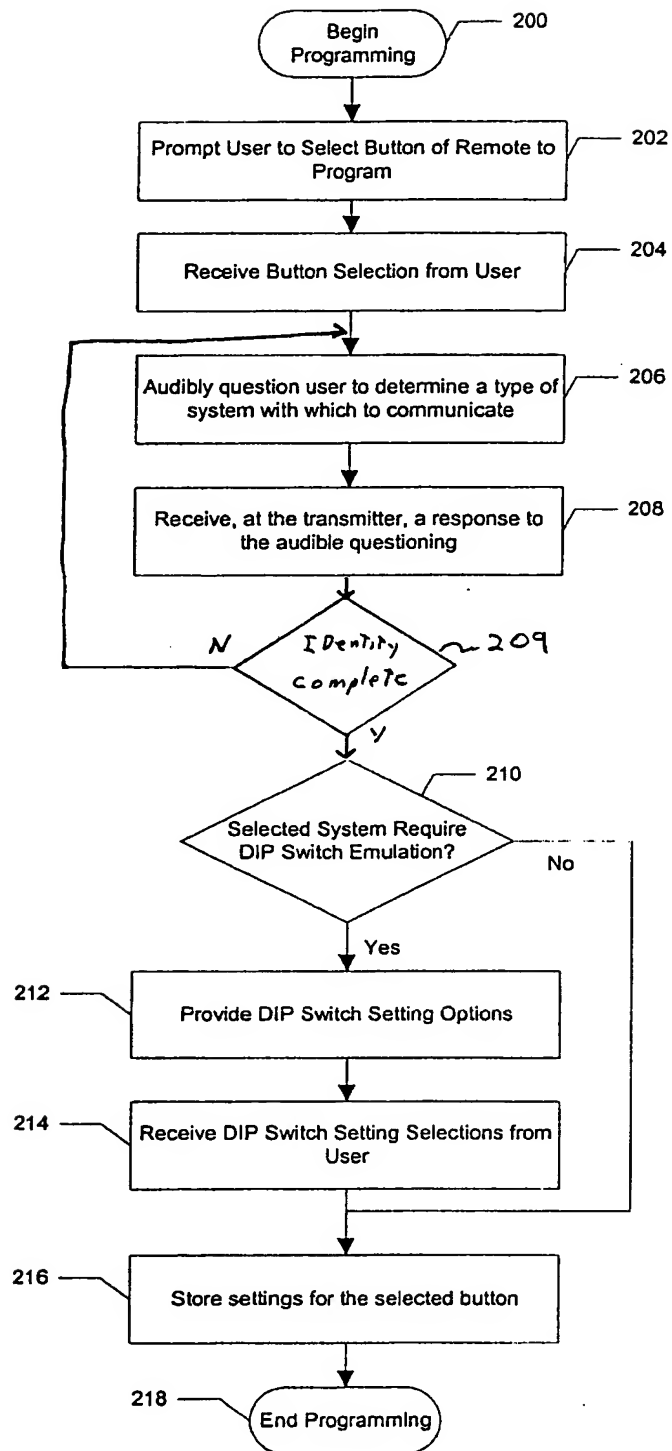 Begin
Programming
200
Prompt User to Select Button of Remote to
Program
202
Receive Button Selection from User
204
Audibly question user to determine a type of
system with which to communicate
206
Receive, at the transmitter, a response to
the audible questioning
208
N
IDentity
complete
209
Y
210
Selected System Require
DIP Switch Emulation?
No
Yes
212
Provide DIP Switch Setting Options
214
Receive DIP Switch Setting Selections from
User
216
Store settings for the selected button
218
End Programming